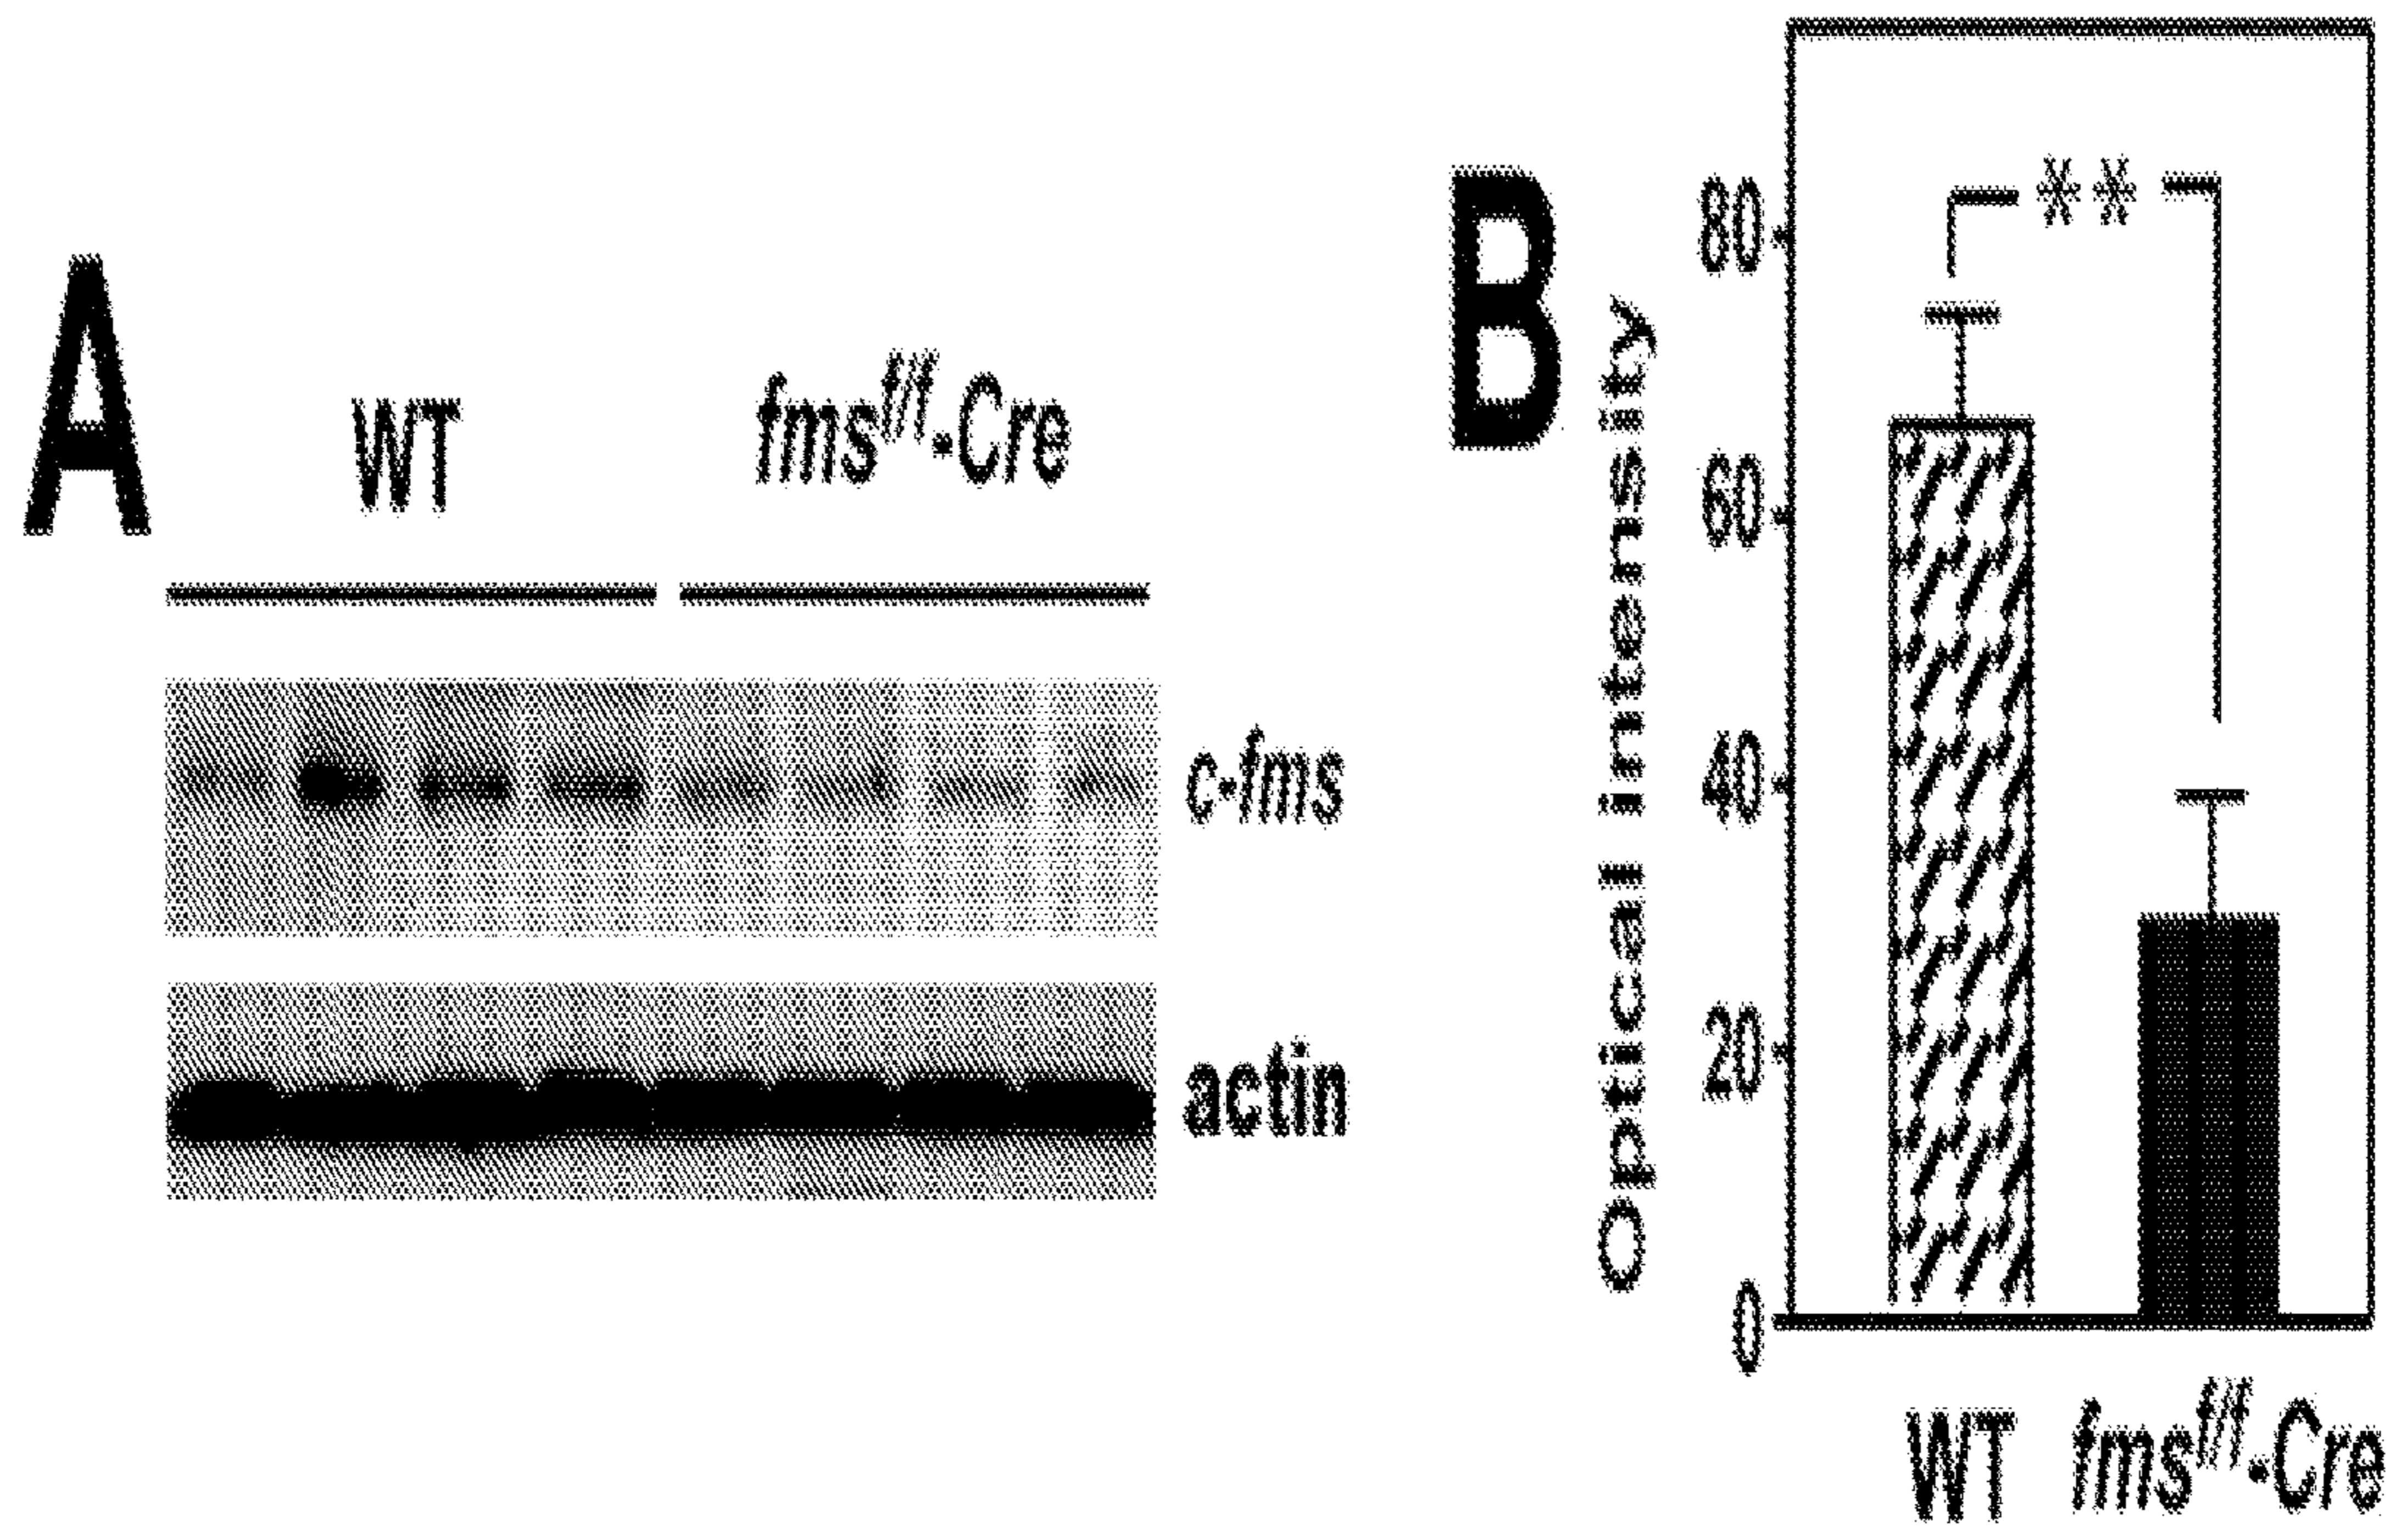 A
WT fms^f/f-Cre
c-fms
actin
B
Optical intensity
80
**
60
40
20
0
WT fms^f/f-Cre